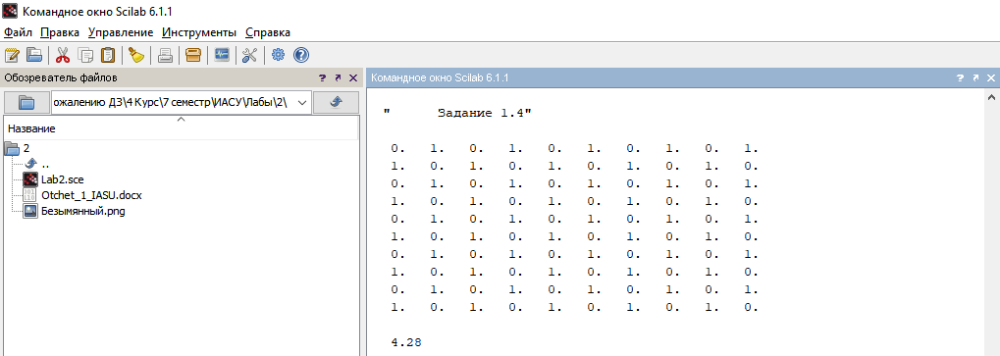 Командное окно Scilab 6.1.1
Файл Правка Управление Инструменты Справка
Обозреватель файлов ? ↗ ×
ожалению ДЗ\4 Курс\7 семестр\ИАСУ\Лабы\2\
Название
2
..
Lab2.sce
Otchet_1_IASU.docx
Безымянный.png
Командное окно Scilab 6.1.1 ? ↗ ×
"      Задание 1.4"
0. 1. 0. 1. 0. 1. 0. 1. 0. 1.
1. 0. 1. 0. 1. 0. 1. 0. 1. 0.
0. 1. 0. 1. 0. 1. 0. 1. 0. 1.
1. 0. 1. 0. 1. 0. 1. 0. 1. 0.
0. 1. 0. 1. 0. 1. 0. 1. 0. 1.
1. 0. 1. 0. 1. 0. 1. 0. 1. 0.
0. 1. 0. 1. 0. 1. 0. 1. 0. 1.
1. 0. 1. 0. 1. 0. 1. 0. 1. 0.
0. 1. 0. 1. 0. 1. 0. 1. 0. 1.
1. 0. 1. 0. 1. 0. 1. 0. 1. 0.
4.28